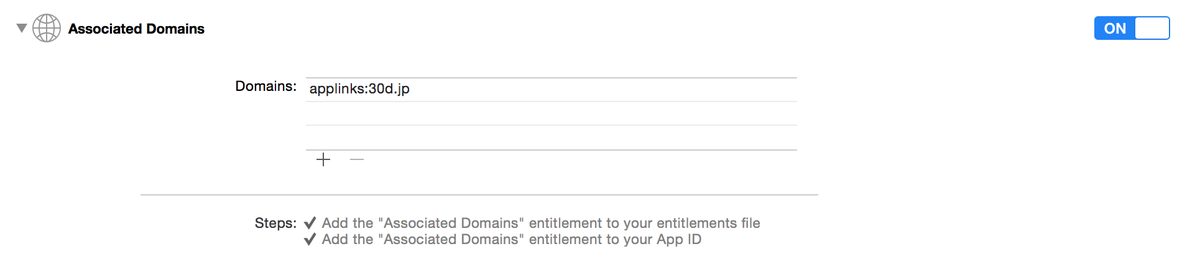 Associated Domains
ON
Domains: applinks:30d.jp
Steps: ✓ Add the "Associated Domains" entitlement to your entitlements file
✓ Add the "Associated Domains" entitlement to your App ID